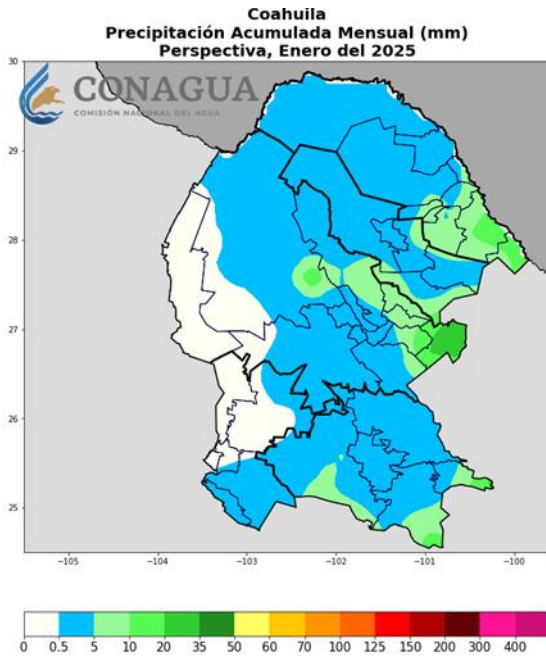 Coahuila
Precipitación Acumulada Mensual (mm)
Perspectiva, Enero del 2025
CONAGUA
COMISIÓN NACIONAL DEL AGUA
30
29
28
27
26
25
−105 −104 −103 −102 −101 −100
0 0.5 5 10 20 35 50 60 70 100 125 150 200 300 400